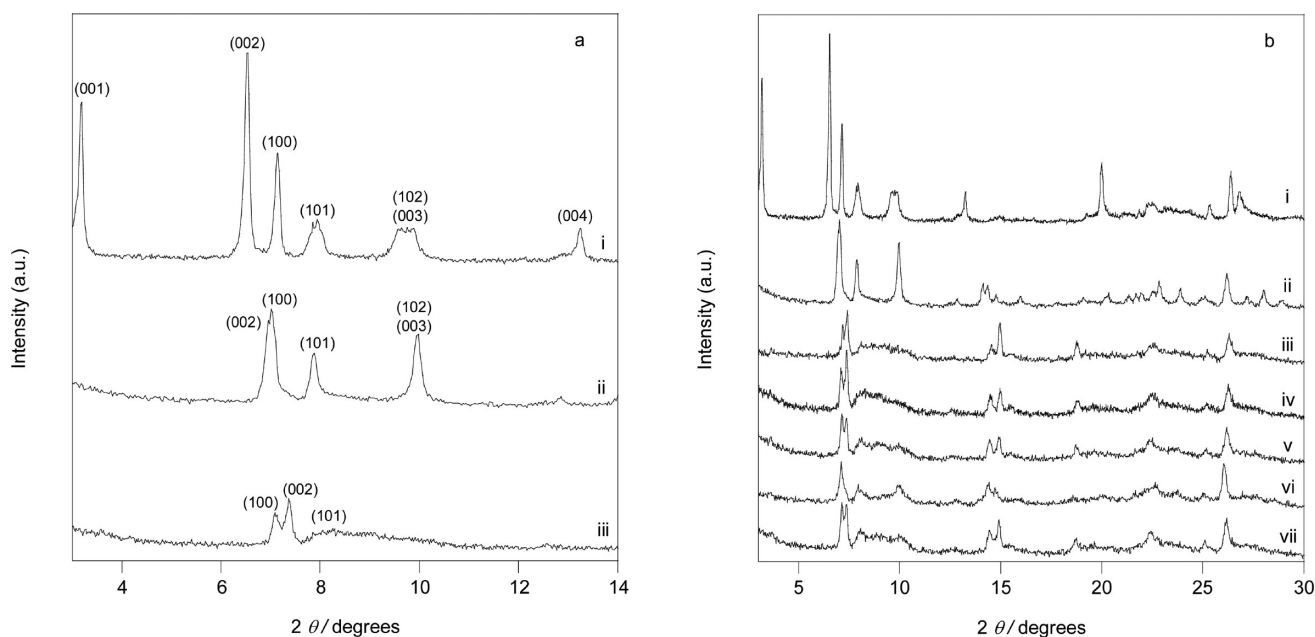 a
(002)
(001)
(100)
(102)
(101)
(003)
(004)
i
(100)
(002)
(102)
(003)
(101)
ii
(002)
(100)
(101)
iii
4
6
8
10
12
14
2 θ / degrees
Intensity (a.u.)
b
i
ii
iii
iv
v
vi
vii
5
10
15
20
25
30
2 θ / degrees
Intensity (a.u.)